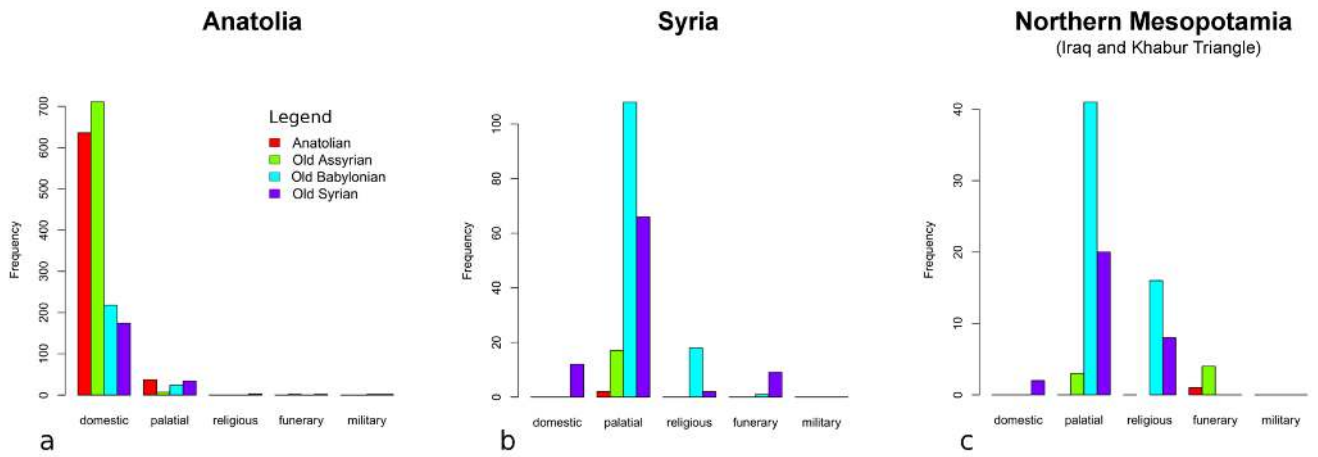 Anatolia
Frequency
0
100
200
300
400
500
600
700
Legend
Anatolian
Old Assyrian
Old Babylonian
Old Syrian
domestic palatial religious funerary military
a
Syria
Frequency
0
20
40
60
80
100
domestic palatial religious funerary military
b
Northern Mesopotamia
(Iraq and Khabur Triangle)
Frequency
0
10
20
30
40
domestic palatial religious funerary military
c